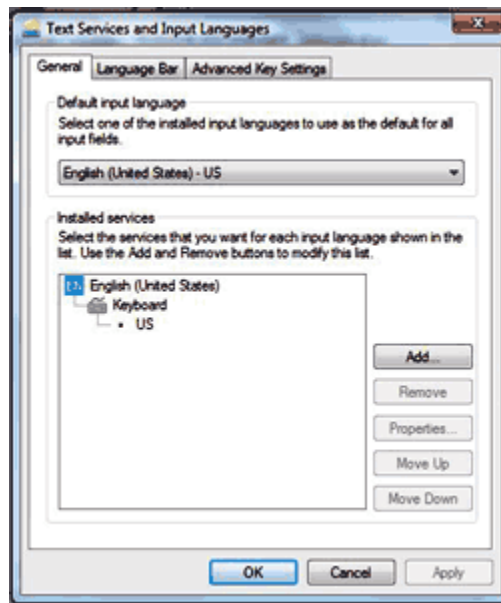 Text Services and Input Languages
General
Language Bar
Advanced Key Settings
Default input language
Select one of the installed input languages to use as the default for all
input fields.
English (United States) - US
Installed services
Select the services that you want for each input language shown in the
list. Use the Add and Remove buttons to modify this list.
English (United States)
Keyboard
• US
Add...
Remove
Properties...
Move Up
Move Down
OK
Cancel
Apply